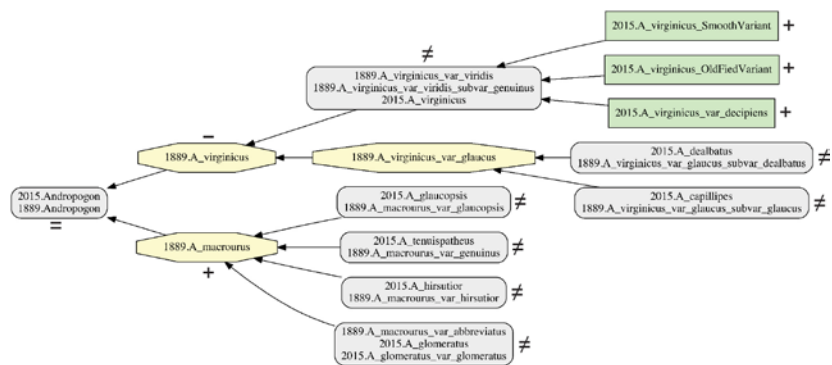 2015.A_virginicus_SmoothVariant +
≠
1889.A_virginicus_var_viridis
1889.A_virginicus_var_viridis_subvar_genuinus
2015.A_virginicus
2015.A_virginicus_OldFiedVariant +
2015.A_virginicus_var_decipiens +
–
1889.A_virginicus
1889.A_virginicus_var_glaucus
2015.A_dealbatus
1889.A_virginicus_var_glaucus_subvar_dealbatus
≠
2015.A_capillipes
1889.A_virginicus_var_glaucus_subvar_glaucus
≠
2015.Andropogon
1889.Andropogon
=
2015.A_glaucopsis
1889.A_macrourus_var_glaucopsis
≠
1889.A_macrourus
+
2015.A_tenuispatheus
1889.A_macrourus_var_genuinus
≠
2015.A_hirsutior
1889.A_macrourus_var_hirsutior
≠
1889.A_macrourus_var_abbreviatus
2015.A_glomeratus
2015.A_glomeratus_var_glomeratus
≠